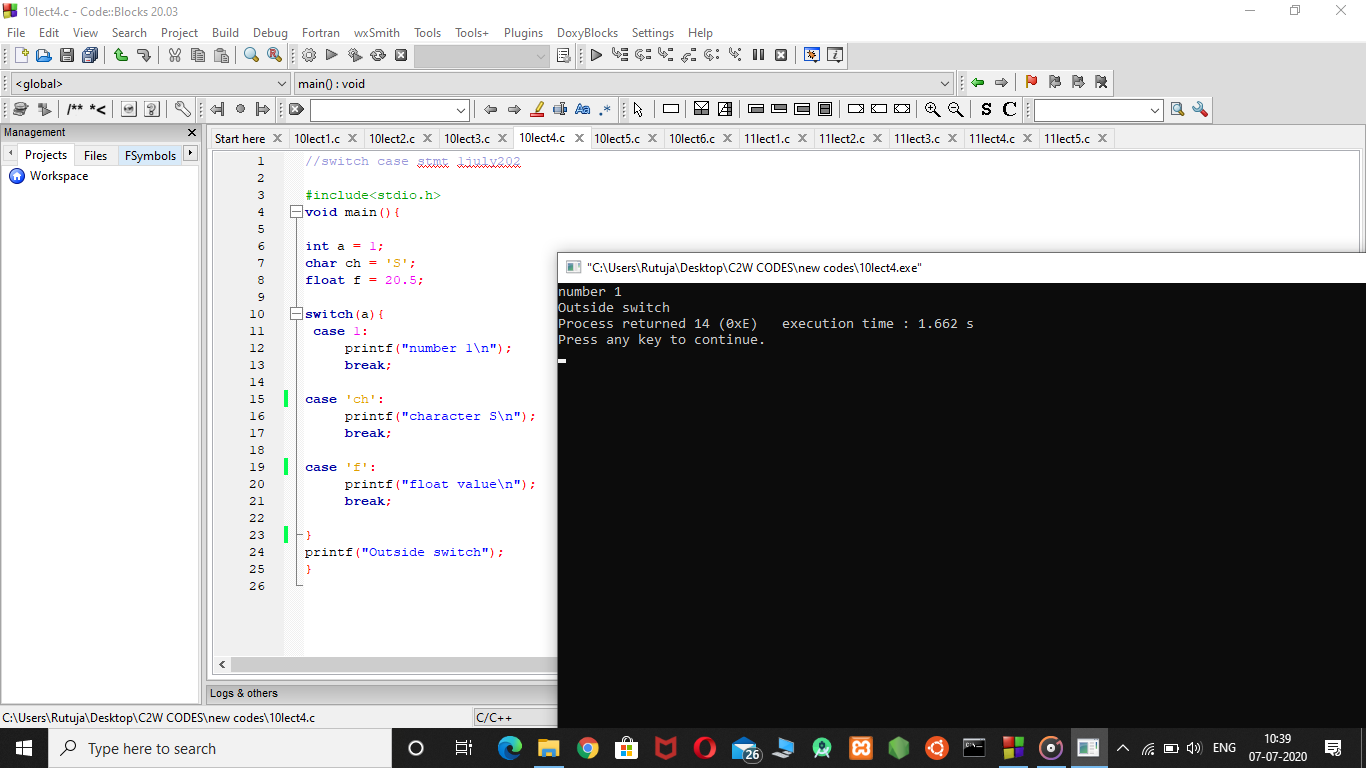 10lect4.c - Code::Blocks 20.03
File Edit View Search Project Build Debug Fortran wxSmith Tools Tools+ Plugins DoxyBlocks Settings Help
<global> main() : void
/** *< Aa .* S C
Management
Projects Files FSymbols
Workspace
Start here 10lect1.c 10lect2.c 10lect3.c 10lect4.c 10lect5.c 10lect6.c 11lect1.c 11lect2.c 11lect3.c 11lect4.c 11lect5.c
1 //switch case stmt 1july202
2
3 #include<stdio.h>
4 void main(){
5
6 int a = 1;
7 char ch = 'S';
8 float f = 20.5;
9
10 switch(a){
11 case 1:
12 printf("number 1\n");
13 break;
14
15 case 'ch':
16 printf("character S\n");
17 break;
18
19 case 'f':
20 printf("float value\n");
21 break;
22
23 }
24 printf("Outside switch");
25 }
26
"C:\Users\Rutuja\Desktop\C2W CODES\new codes\10lect4.exe"
number 1
Outside switch
Process returned 14 (0xE) execution time : 1.662 s
Press any key to continue.
Logs & others
C:\Users\Rutuja\Desktop\C2W CODES\new codes\10lect4.c C/C++
Type here to search
26
ENG
10:39
07-07-2020